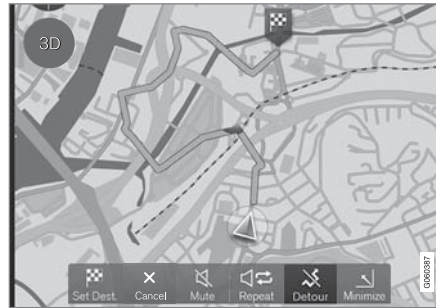 3D
Set Dest.
Cancel
Mute
Repeat
Detour
Minimize
G060387